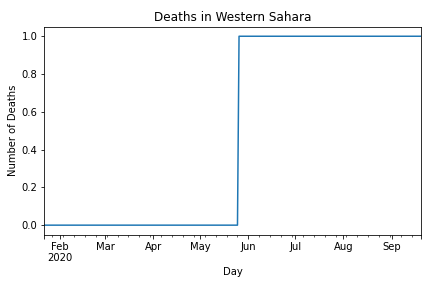 Deaths in Western Sahara
Number of Deaths
1.0
0.8
0.6
0.4
0.2
0.0
Feb Mar Apr May Jun Jul Aug Sep
2020
Day